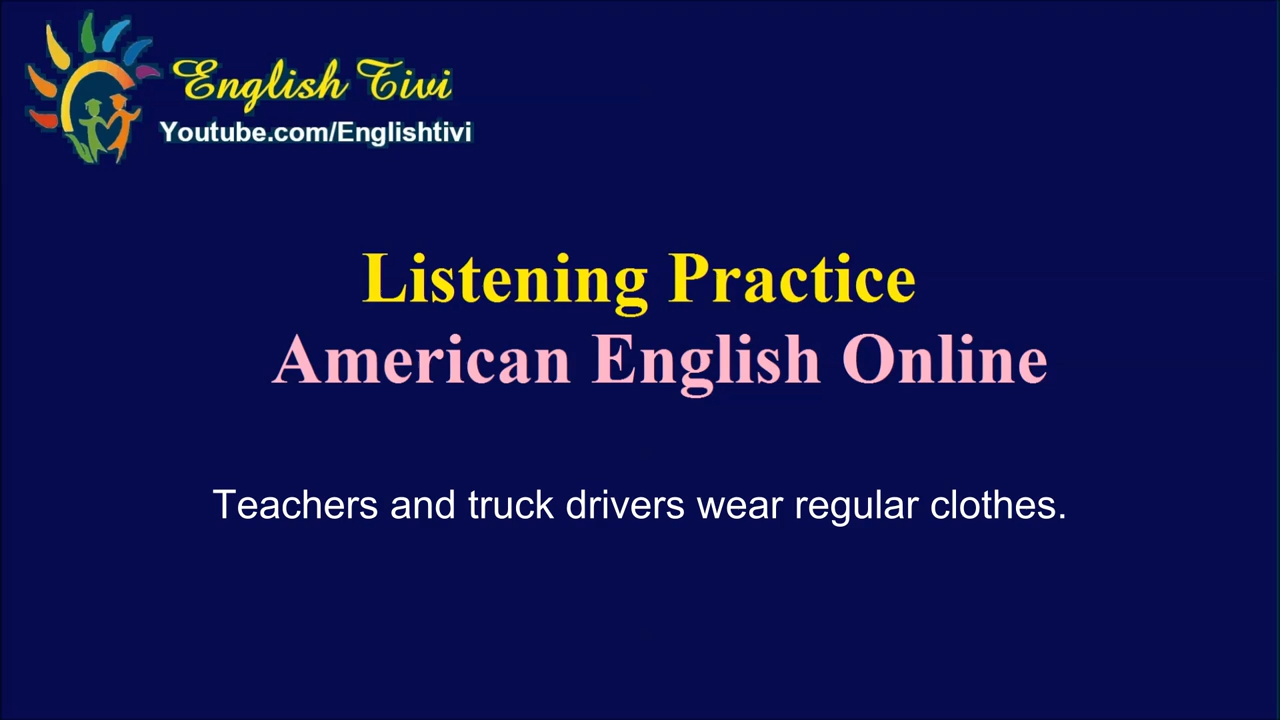 English Tivi
Youtube.com/Englishtivi
Listening Practice
American English Online
Teachers and truck drivers wear regular clothes.